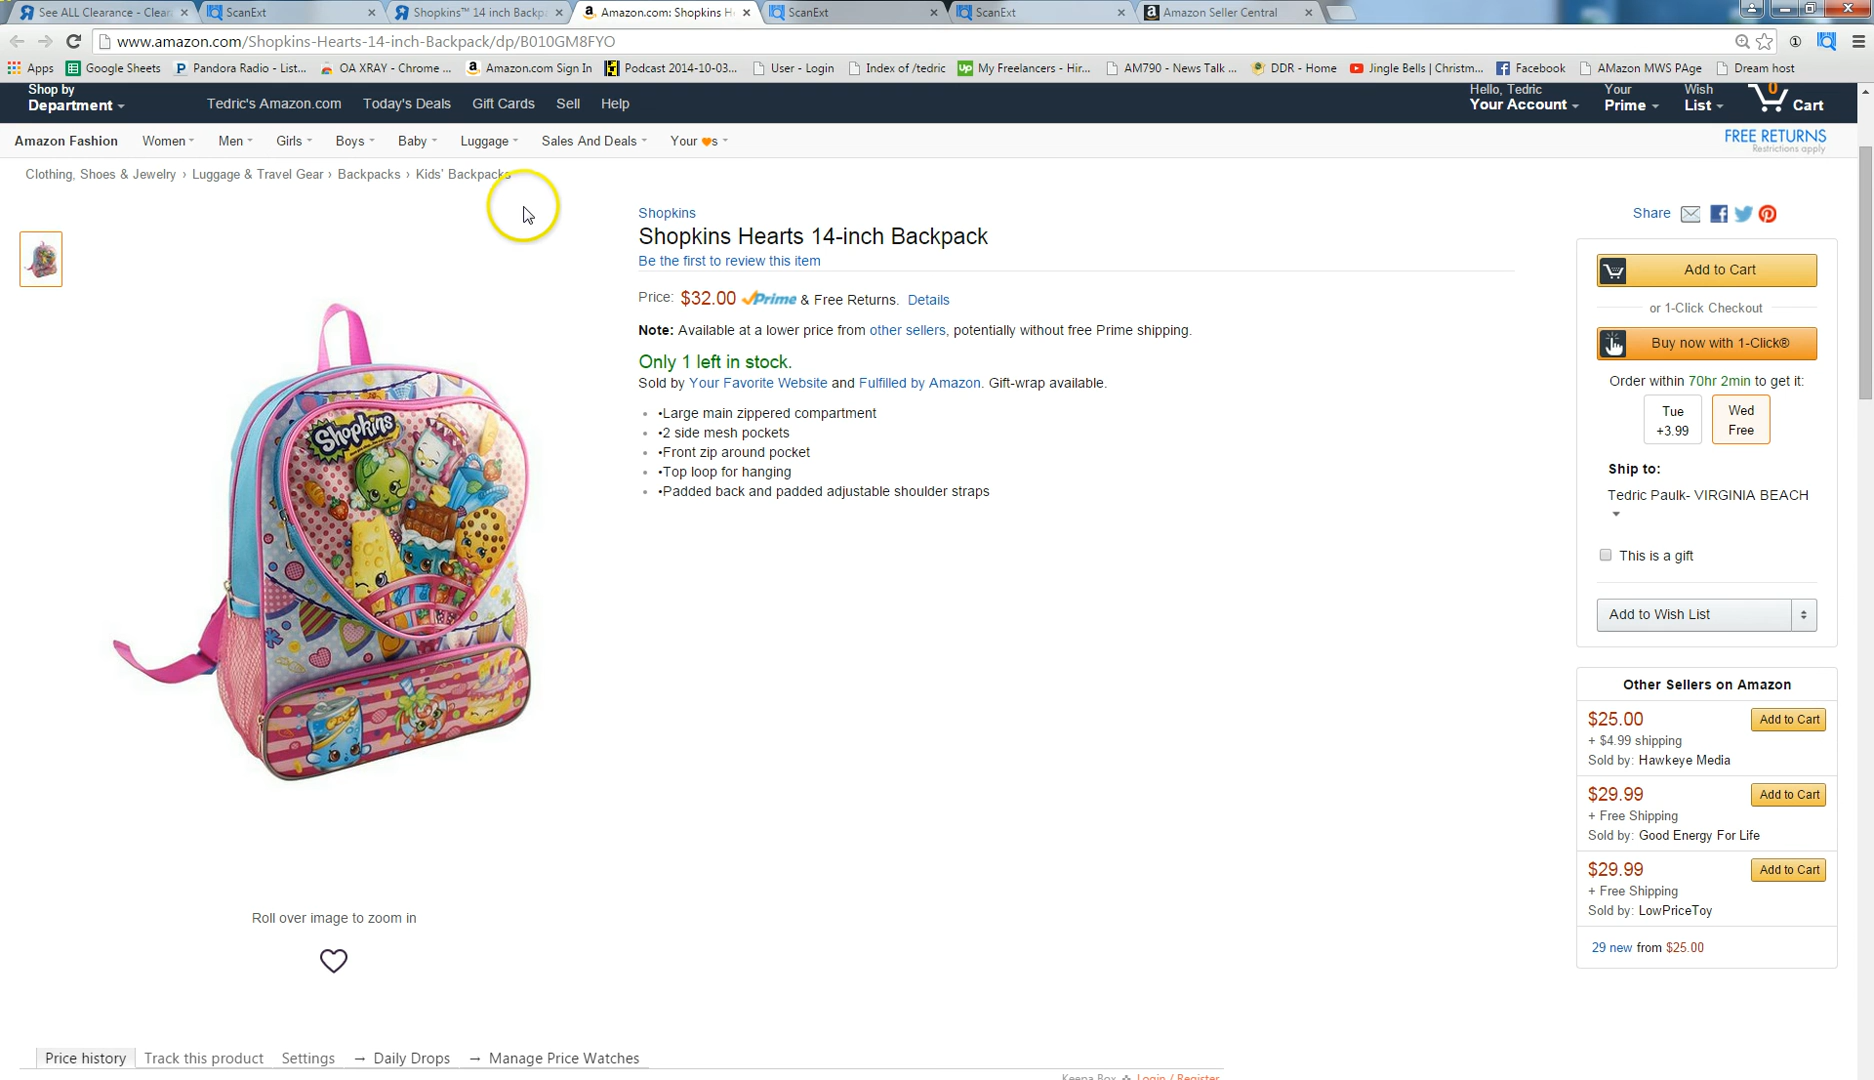 See ALL Clearance - Clear
ScanExt
Shopkins™ 14 inch Backpa
Amazon.com: Shopkins He
ScanExt
ScanExt
Amazon Seller Central
www.amazon.com/Shopkins-Hearts-14-inch-Backpack/dp/B010GM8FYO
Apps
Google Sheets
Pandora Radio - List...
OA XRAY - Chrome ...
Amazon.com Sign In
Podcast 2014-10-03...
User - Login
Index of /tedric
My Freelancers - Hir...
AM790 - News Talk ...
DDR - Home
Jingle Bells | Christm...
Facebook
AMazon MWS PAge
Dream host
Shop by
Department
Tedric's Amazon.com
Today's Deals
Gift Cards
Sell
Help
Hello, Tedric
Your Account
Your
Prime
Wish
List
0
Cart
Amazon Fashion
Women
Men
Girls
Boys
Baby
Luggage
Sales And Deals
Your s
FREE RETURNS
Restrictions apply
Clothing, Shoes & Jewelry › Luggage & Travel Gear › Backpacks › Kids' Backpacks
Shopkins
Shopkins Hearts 14-inch Backpack
Be the first to review this item
Price: $32.00 Prime & Free Returns. Details
Note: Available at a lower price from other sellers, potentially without free Prime shipping.
Only 1 left in stock.
Sold by Your Favorite Website and Fulfilled by Amazon. Gift-wrap available.
• •Large main zippered compartment
• •2 side mesh pockets
• •Front zip around pocket
• •Top loop for hanging
• •Padded back and padded adjustable shoulder straps
Shopkins
Roll over image to zoom in
Share
Add to Cart
or 1-Click Checkout
Buy now with 1-Click®
Order within 70hr 2min to get it:
Tue
+3.99
Wed
Free
Ship to:
Tedric Paulk- VIRGINIA BEACH
This is a gift
Add to Wish List
Other Sellers on Amazon
$25.00
Add to Cart
+ $4.99 shipping
Sold by: Hawkeye Media
$29.99
Add to Cart
+ Free Shipping
Sold by: Good Energy For Life
$29.99
Add to Cart
+ Free Shipping
Sold by: LowPriceToy
29 new from $25.00
Price history
Track this product
Settings
→ Daily Drops
→ Manage Price Watches
Keepa Box
Login / Register